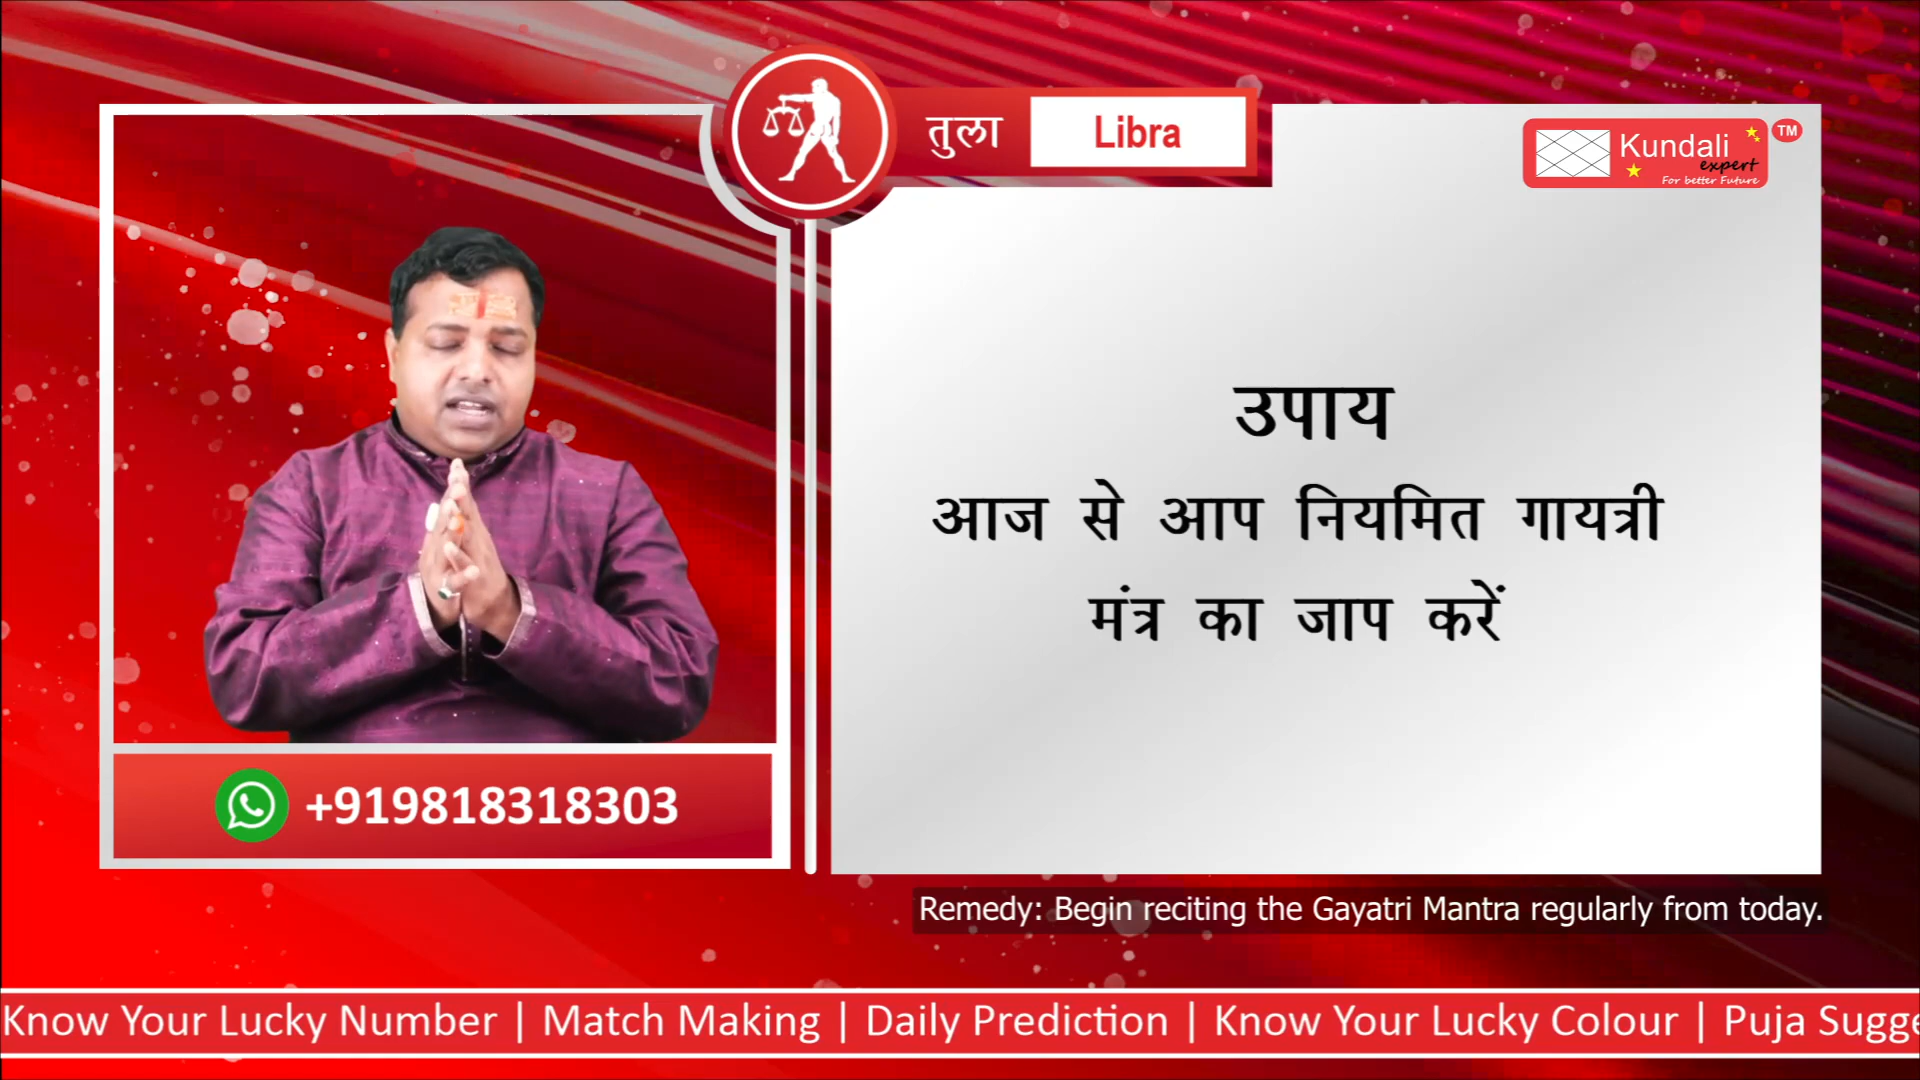 तुला
Libra
Kundali
expert
For better Future
TM
उपाय
आज से आप नियमित गायत्री
मंत्र का जाप करें
+919818318303
Remedy: Begin reciting the Gayatri Mantra regularly from today.
Know Your Lucky Number | Match Making | Daily Prediction | Know Your Lucky Colour | Puja Sugge